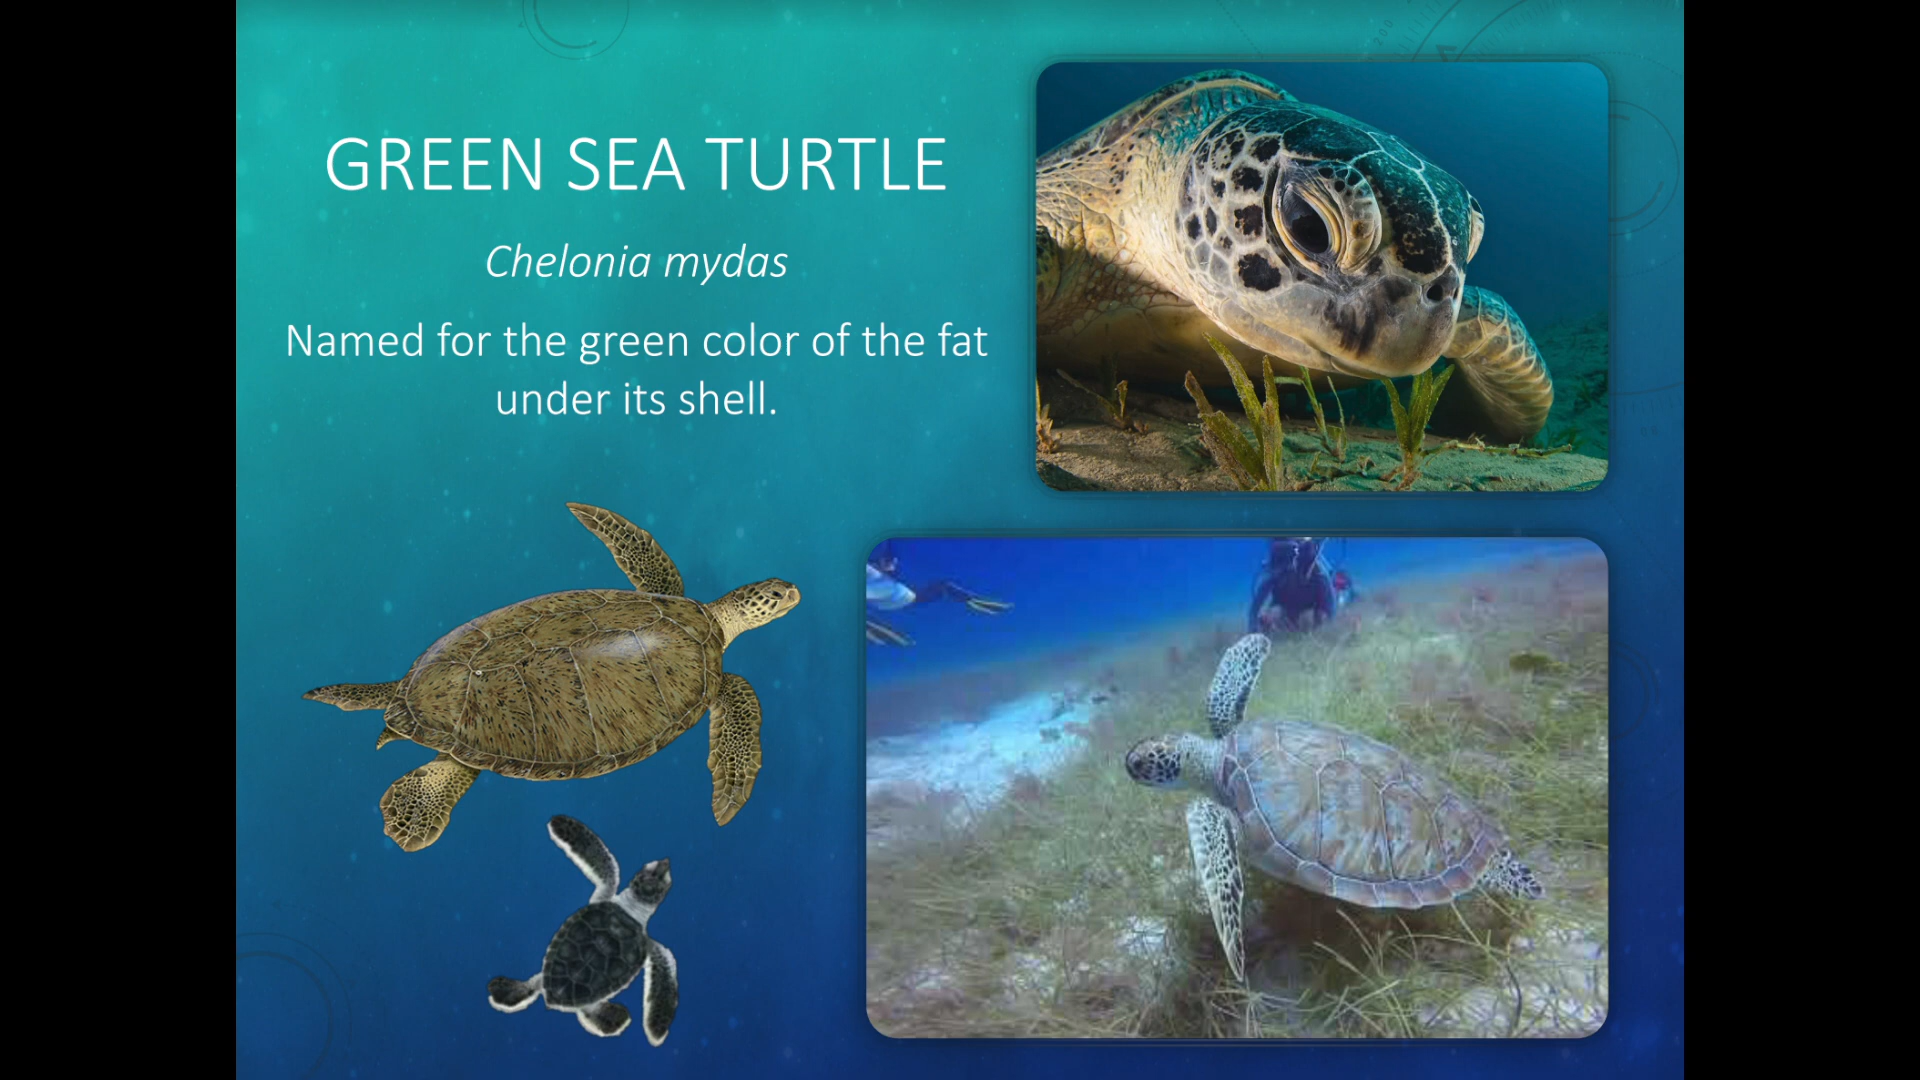 GREEN SEA TURTLE
Chelonia mydas
Named for the green color of the fat
under its shell.